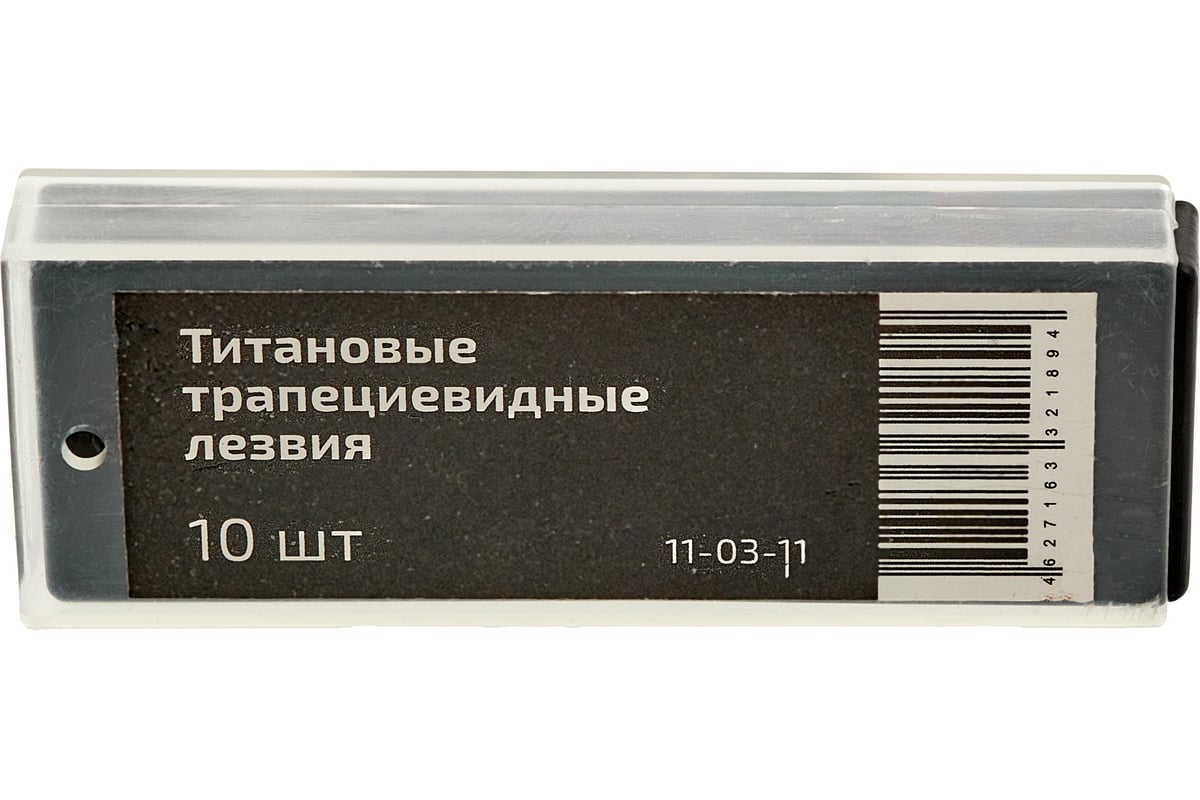 Титановые
трапециевидные
лезвия
10 шт
11-03-11
4627163321894